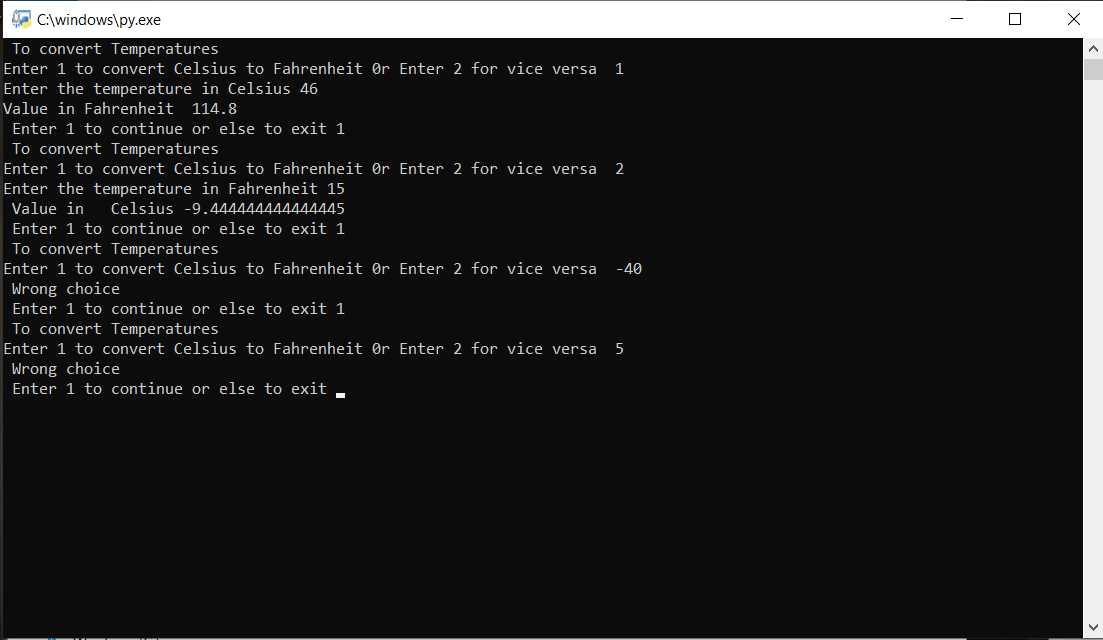 C:\windows\py.exe
 To convert Temperatures
Enter 1 to convert Celsius to Fahrenheit 0r Enter 2 for vice versa  1
Enter the temperature in Celsius 46
Value in Fahrenheit  114.8
 Enter 1 to continue or else to exit 1
 To convert Temperatures
Enter 1 to convert Celsius to Fahrenheit 0r Enter 2 for vice versa  2
Enter the temperature in Fahrenheit 15
 Value in   Celsius -9.444444444444445
 Enter 1 to continue or else to exit 1
 To convert Temperatures
Enter 1 to convert Celsius to Fahrenheit 0r Enter 2 for vice versa  -40
 Wrong choice
 Enter 1 to continue or else to exit 1
 To convert Temperatures
Enter 1 to convert Celsius to Fahrenheit 0r Enter 2 for vice versa  5
 Wrong choice
 Enter 1 to continue or else to exit